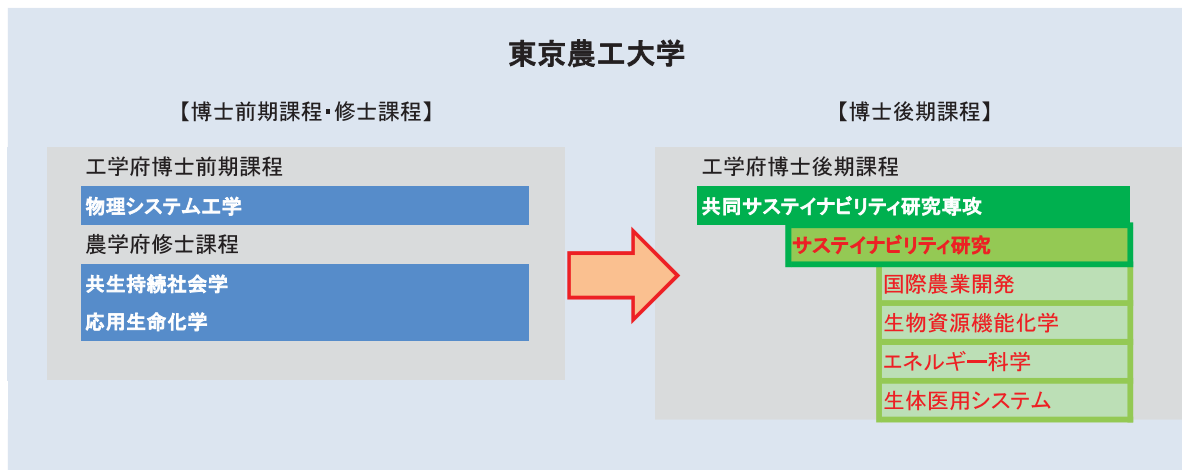 東京農工大学
【博士前期課程・修士課程】
工学府博士前期課程
物理システム工学
農学府修士課程
共生持続社会学
応用生命化学
【博士後期課程】
工学府博士後期課程
共同サステイナビリティ研究専攻
サステイナビリティ研究
国際農業開発
生物資源機能化学
エネルギー科学
生体医用システム